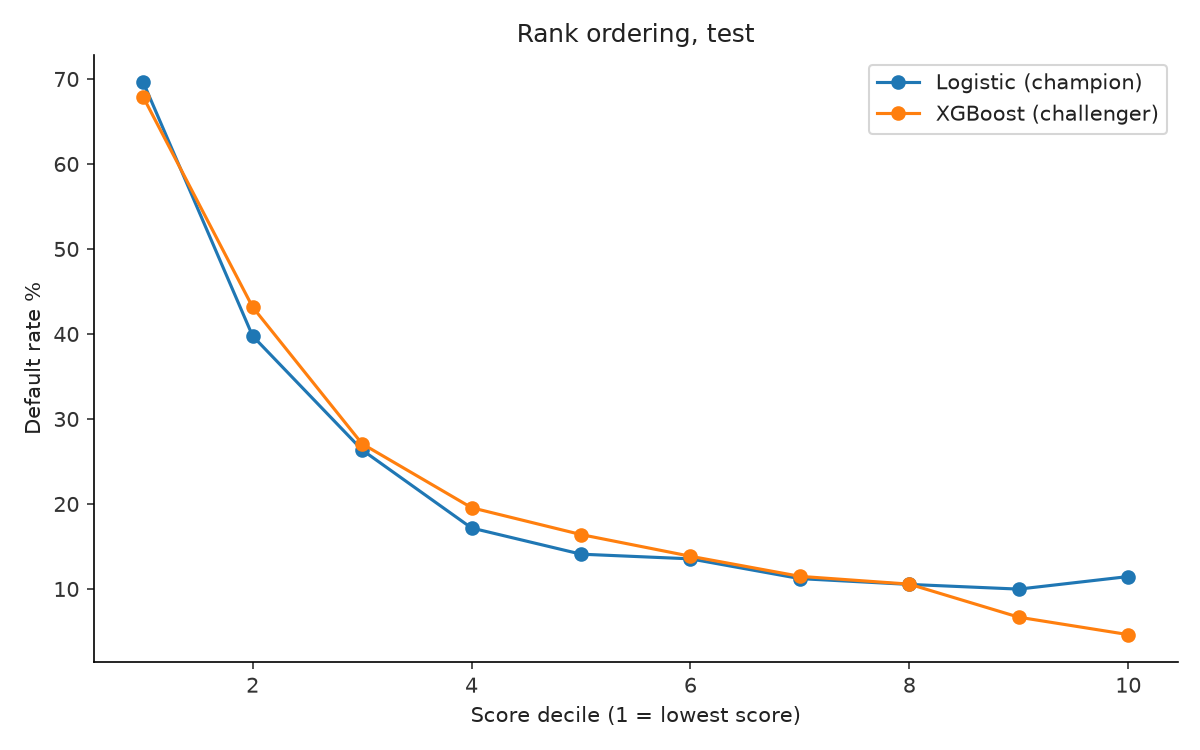 Rank ordering, test
Logistic (champion)
XGBoost (challenger)
Default rate %
70
60
50
40
30
20
10
2 4 6 8 10
Score decile (1 = lowest score)